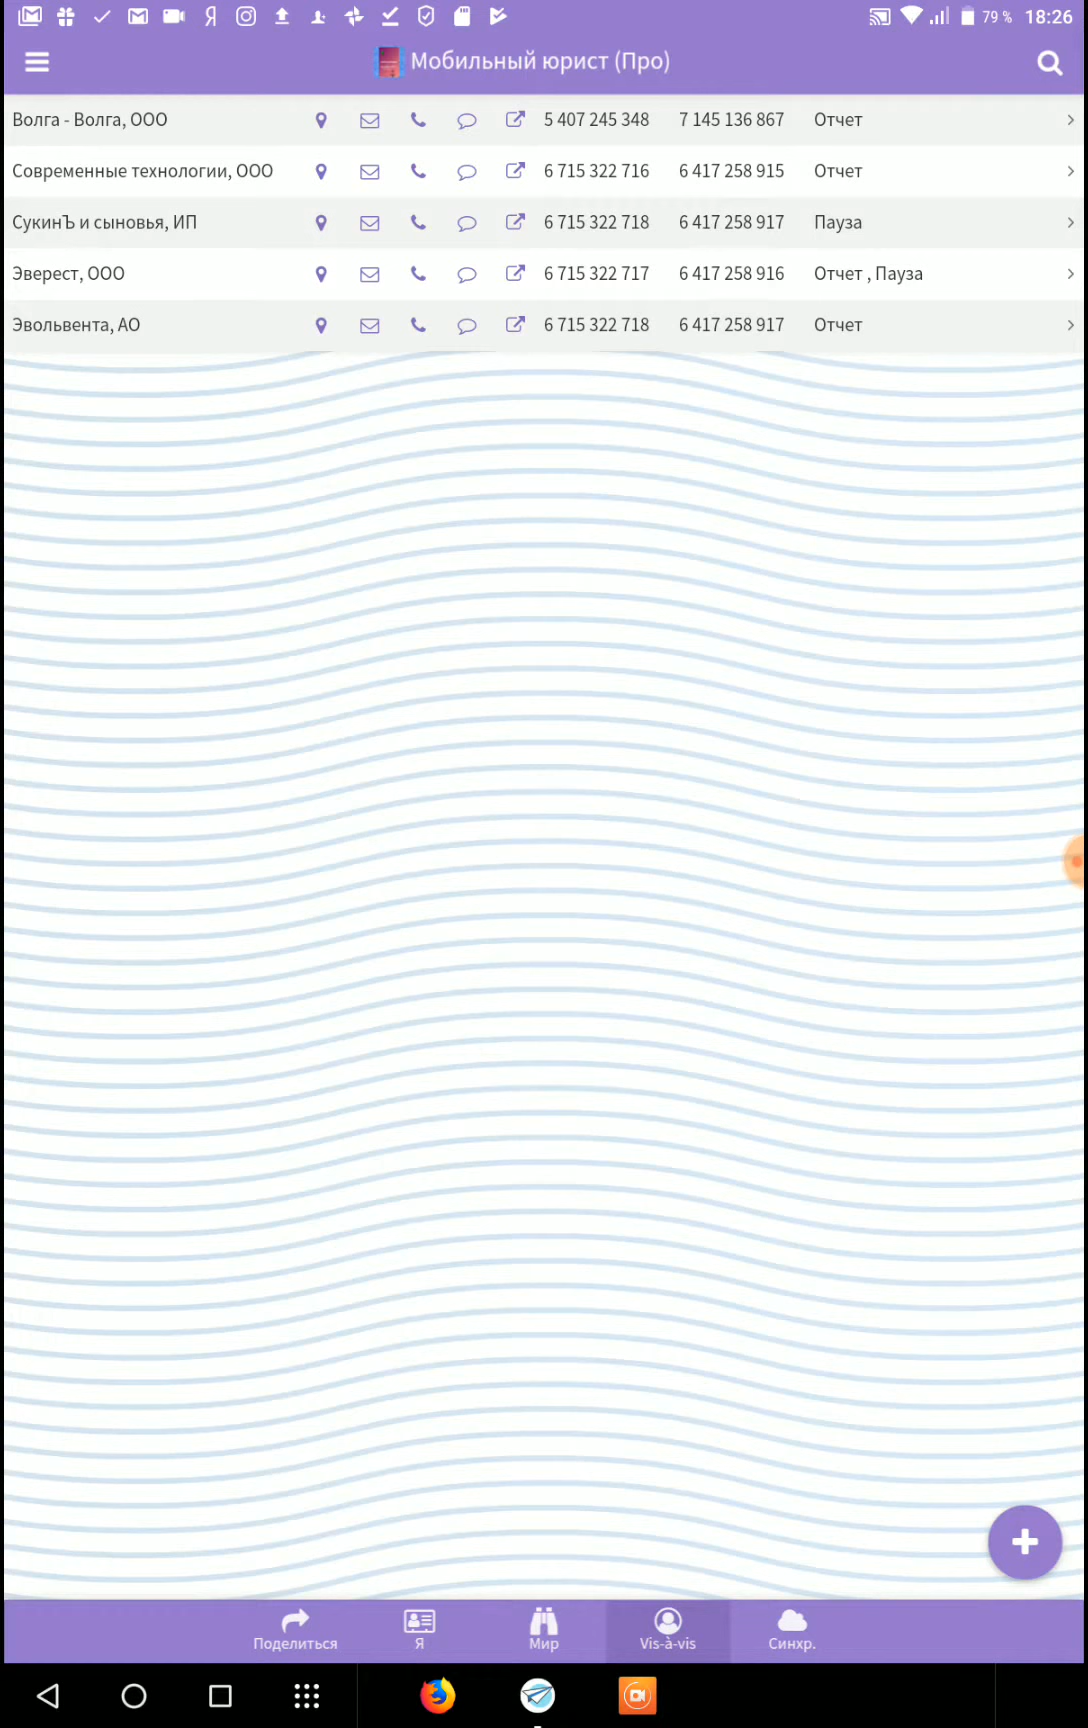 79 % 18:26
Мобильный юрист (Про)
Волга - Волга, ООО 5 407 245 348 7 145 136 867 Отчет
Современные технологии, ООО 6 715 322 716 6 417 258 915 Отчет
СукинЪ и сыновья, ИП 6 715 322 718 6 417 258 917 Пауза
Эверест, ООО 6 715 322 717 6 417 258 916 Отчет , Пауза
Эвольвента, АО 6 715 322 718 6 417 258 917 Отчет
Поделиться Я Мир Vis-à-vis Синхр.